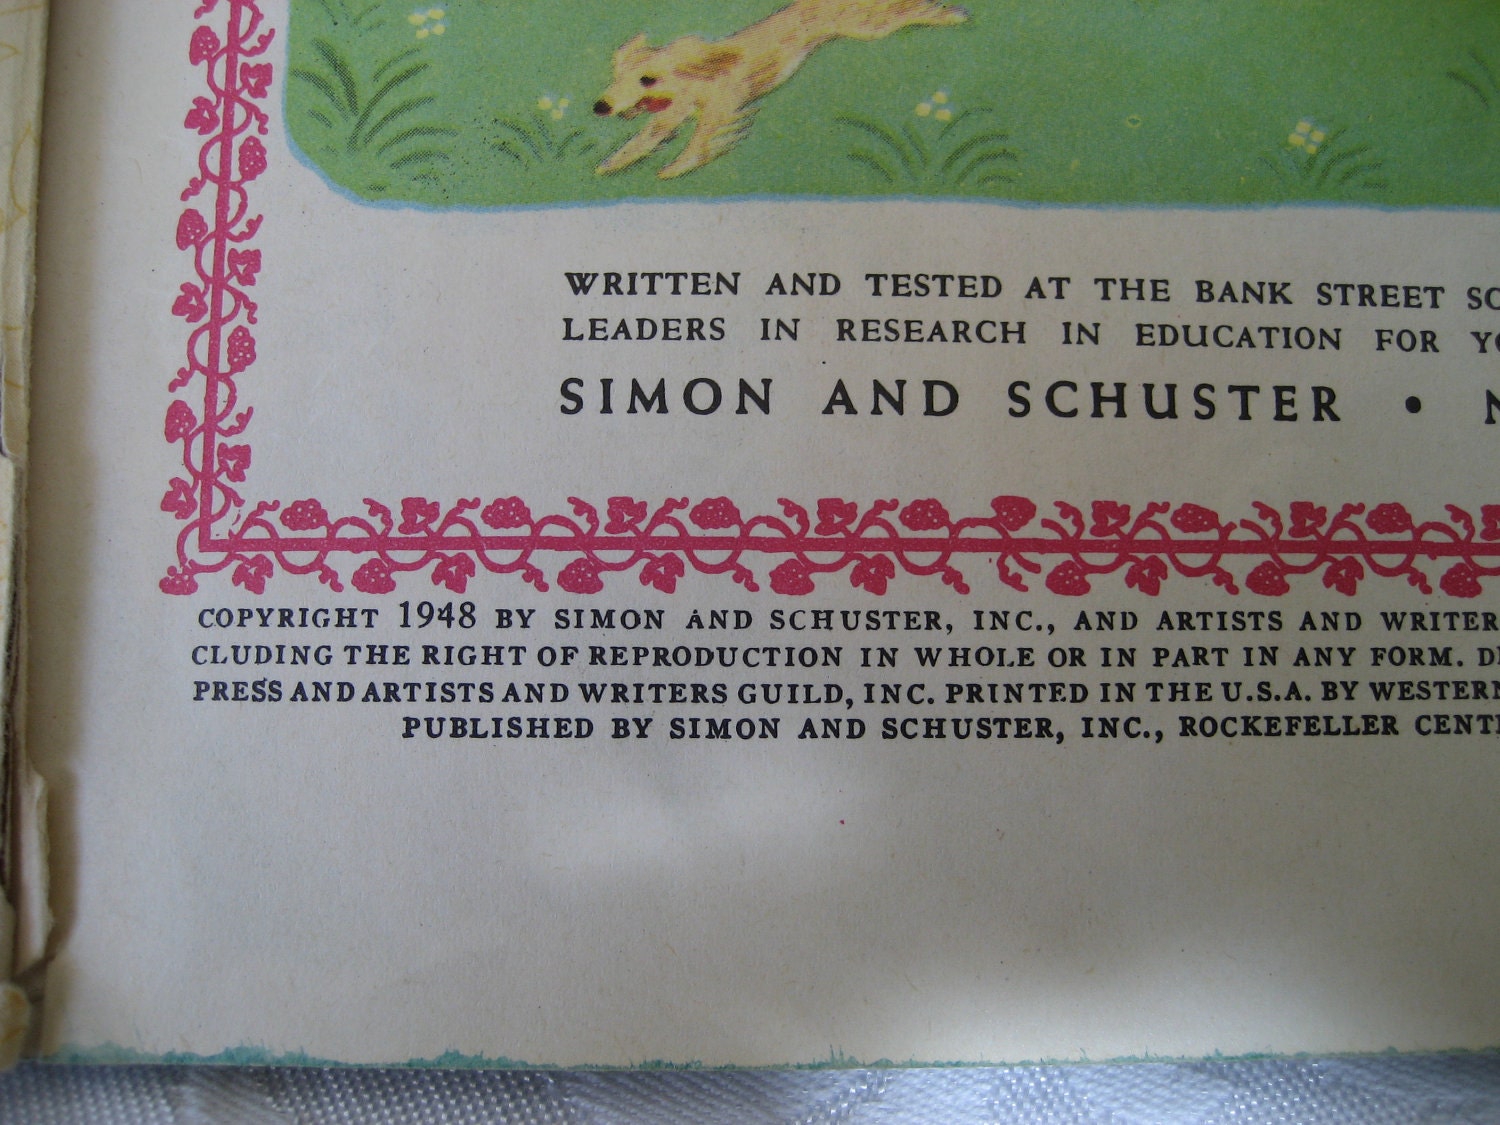 WRITTEN AND TESTED AT THE BANK STREET
LEADERS IN RESEARCH IN EDUCATION FOR
SIMON AND SCHUSTER •
COPYRIGHT 1948 BY SIMON AND SCHUSTER, INC., AND ARTISTS AND
CLUDING THE RIGHT OF REPRODUCTION IN WHOLE OR IN PART IN ANY FORM.
PRESS AND ARTISTS AND WRITERS GUILD, INC. PRINTED IN THE U.S.A. BY WESTERN
PUBLISHED BY SIMON AND SCHUSTER, INC., ROCKEFELLER